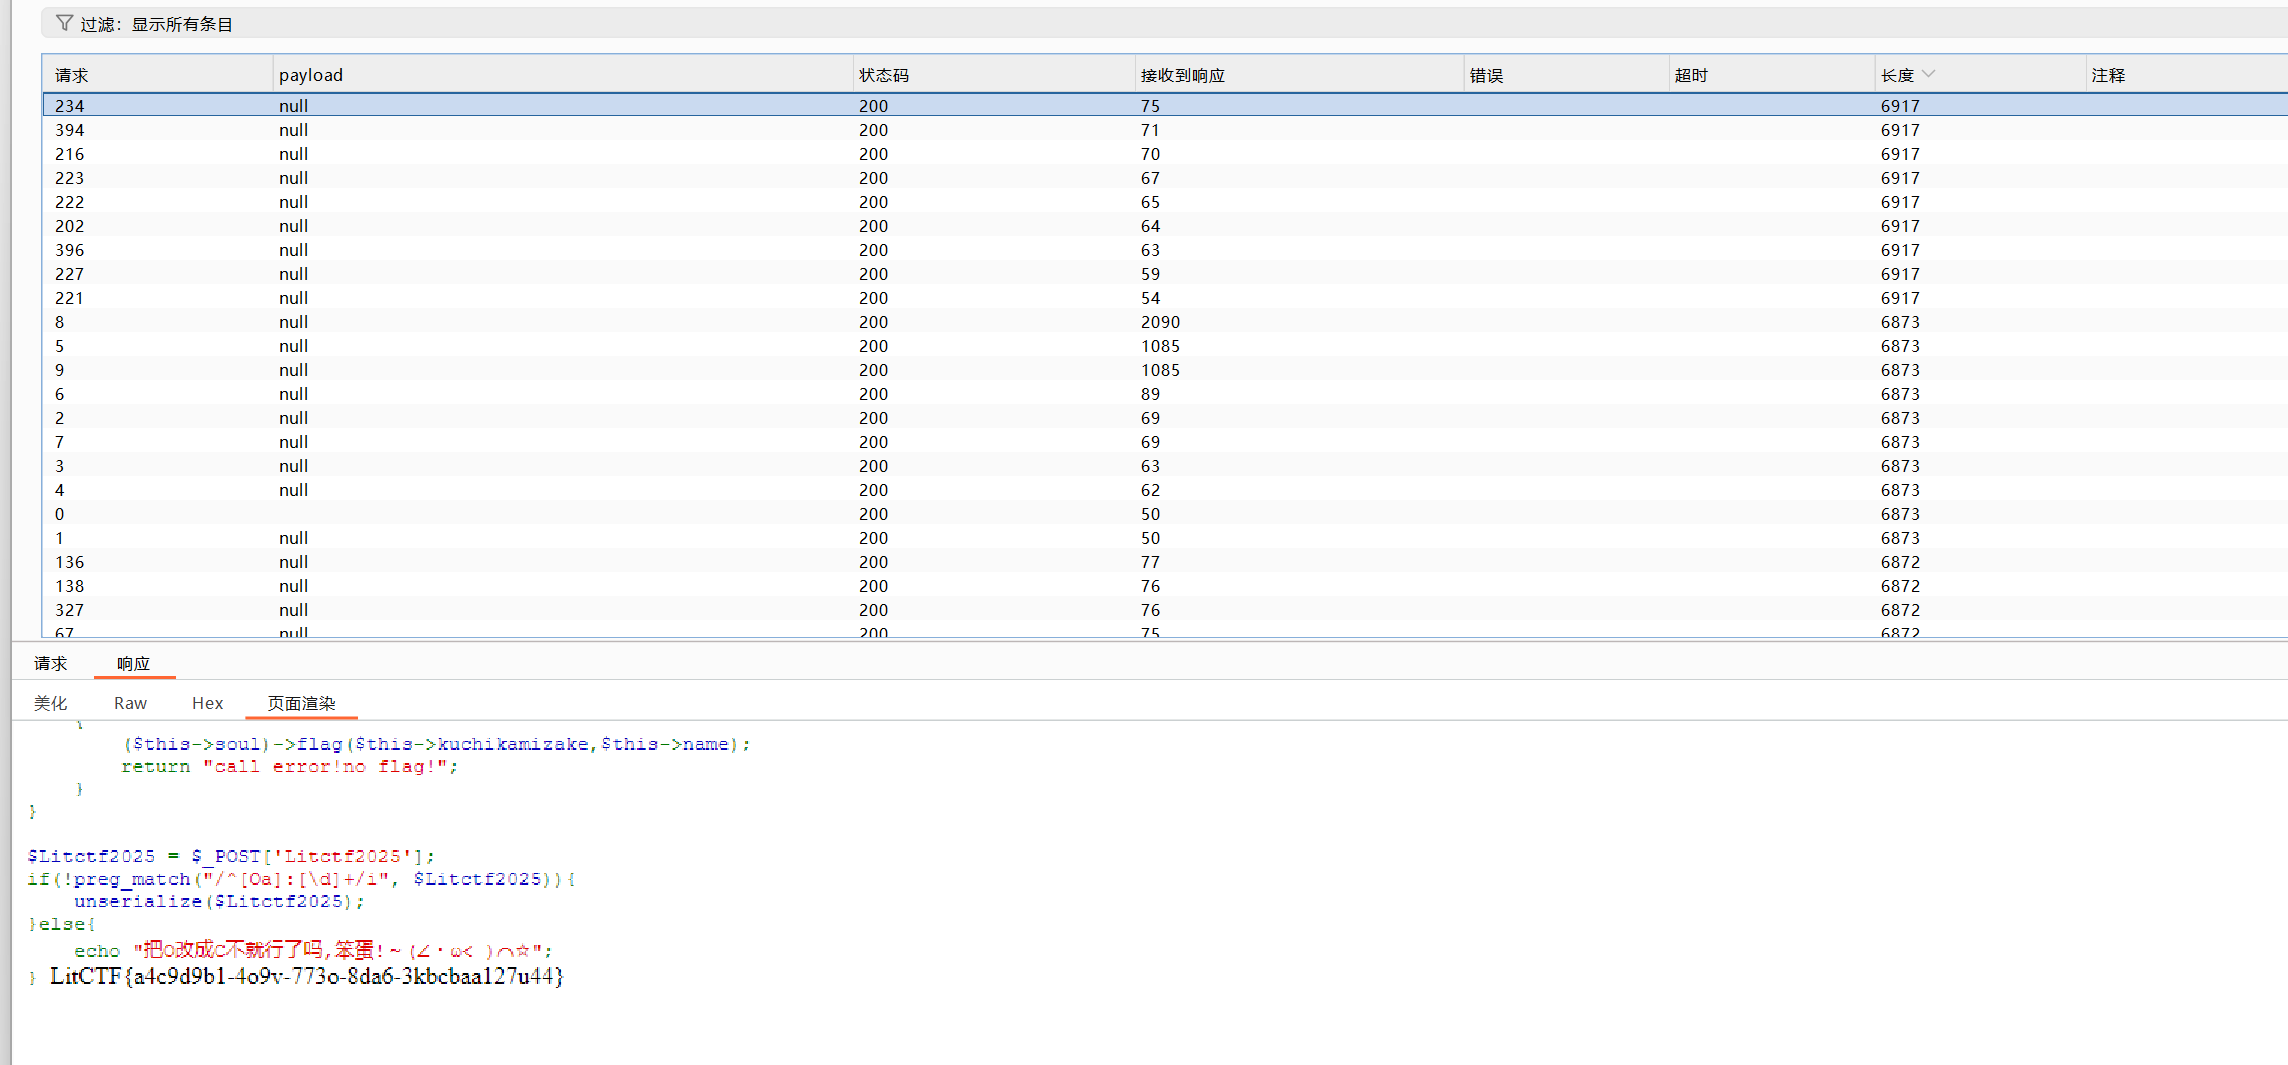 过滤：显示所有条目
请求 payload 状态码 接收到响应 错误 超时 长度 注释
234 null 200 75 6917
394 null 200 71 6917
216 null 200 70 6917
223 null 200 67 6917
222 null 200 65 6917
202 null 200 64 6917
396 null 200 63 6917
227 null 200 59 6917
221 null 200 54 6917
8 null 200 2090 6873
5 null 200 1085 6873
9 null 200 1085 6873
6 null 200 89 6873
2 null 200 69 6873
7 null 200 69 6873
3 null 200 63 6873
4 null 200 62 6873
0 200 50 6873
1 null 200 50 6873
136 null 200 77 6872
138 null 200 76 6872
327 null 200 76 6872
67 null 200 75 6872
请求 响应
美化 Raw Hex 页面渲染
{
($this->soul)->flag($this->kuchikamizake,$this->name);
return "call error!no flag!";
}
}
$Litctf2025 = $_POST['Litctf2025'];
if(!preg_match("/^[Oa]:[\d]+/i", $Litctf2025)){
unserialize($Litctf2025);
}else{
echo "把O改成C不就行了吗,笨蛋!～(∠・ω< )⌒☆";
} LitCTF{a4c9d9b1-4o9v-773o-8da6-3kbcbaa127u44}